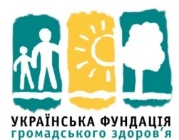 УКРАЇНСЬКА ФУНДАЦІЯ
громадського здоров'я